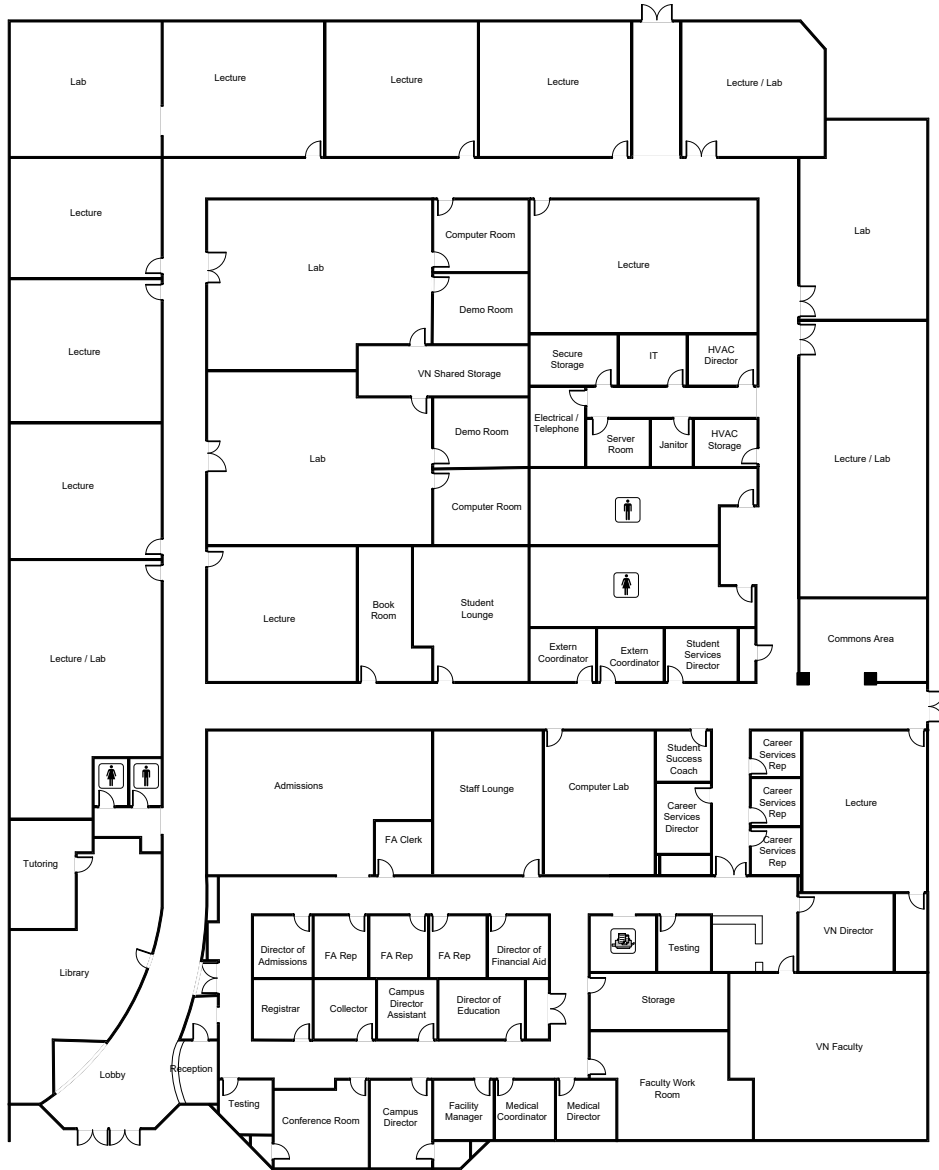 Lab
Lecture
Lecture
Lecture
Lecture / Lab
Lecture
Lab
Computer Room
Lecture
Lab
Demo Room
Lecture
Secure
Storage
IT
HVAC
Director
VN Shared Storage
Electrical /
Telephone
Demo Room
Server
Room
Janitor
HVAC
Storage
Lab
Lecture / Lab
Lecture
Computer Room
Lecture
Book
Room
Student
Lounge
Lecture / Lab
Extern
Coordinator
Extern
Coordinator
Student
Services
Director
Commons Area
Admissions
Staff Lounge
Computer Lab
Student
Success
Coach
Career
Services
Rep
Career
Services
Director
Career
Services
Rep
Lecture
FA Clerk
Career
Services
Rep
Tutoring
Director of
Admissions
FA Rep
FA Rep
FA Rep
Director of
Financial Aid
Testing
VN Director
Library
Registrar
Collector
Campus
Director
Assistant
Director of
Education
Storage
VN Faculty
Lobby
Reception
Faculty Work
Room
Testing
Conference Room
Campus
Director
Facility
Manager
Medical
Coordinator
Medical
Director